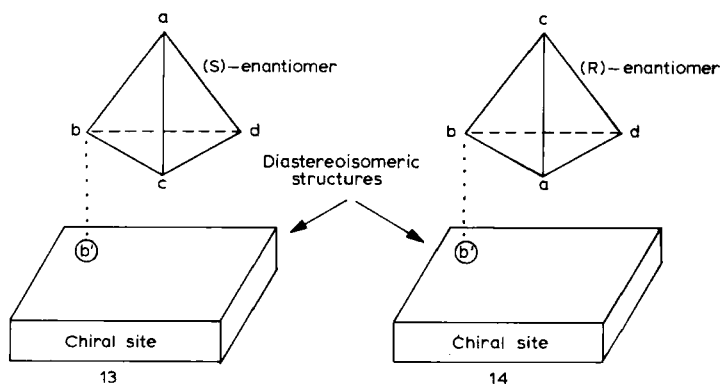 a
(S)-enantiomer
b
d
c
c
(R)-enantiomer
b
d
a
Diastereoisomeric
structures
b'
Chiral site
13
b'
Chiral site
14